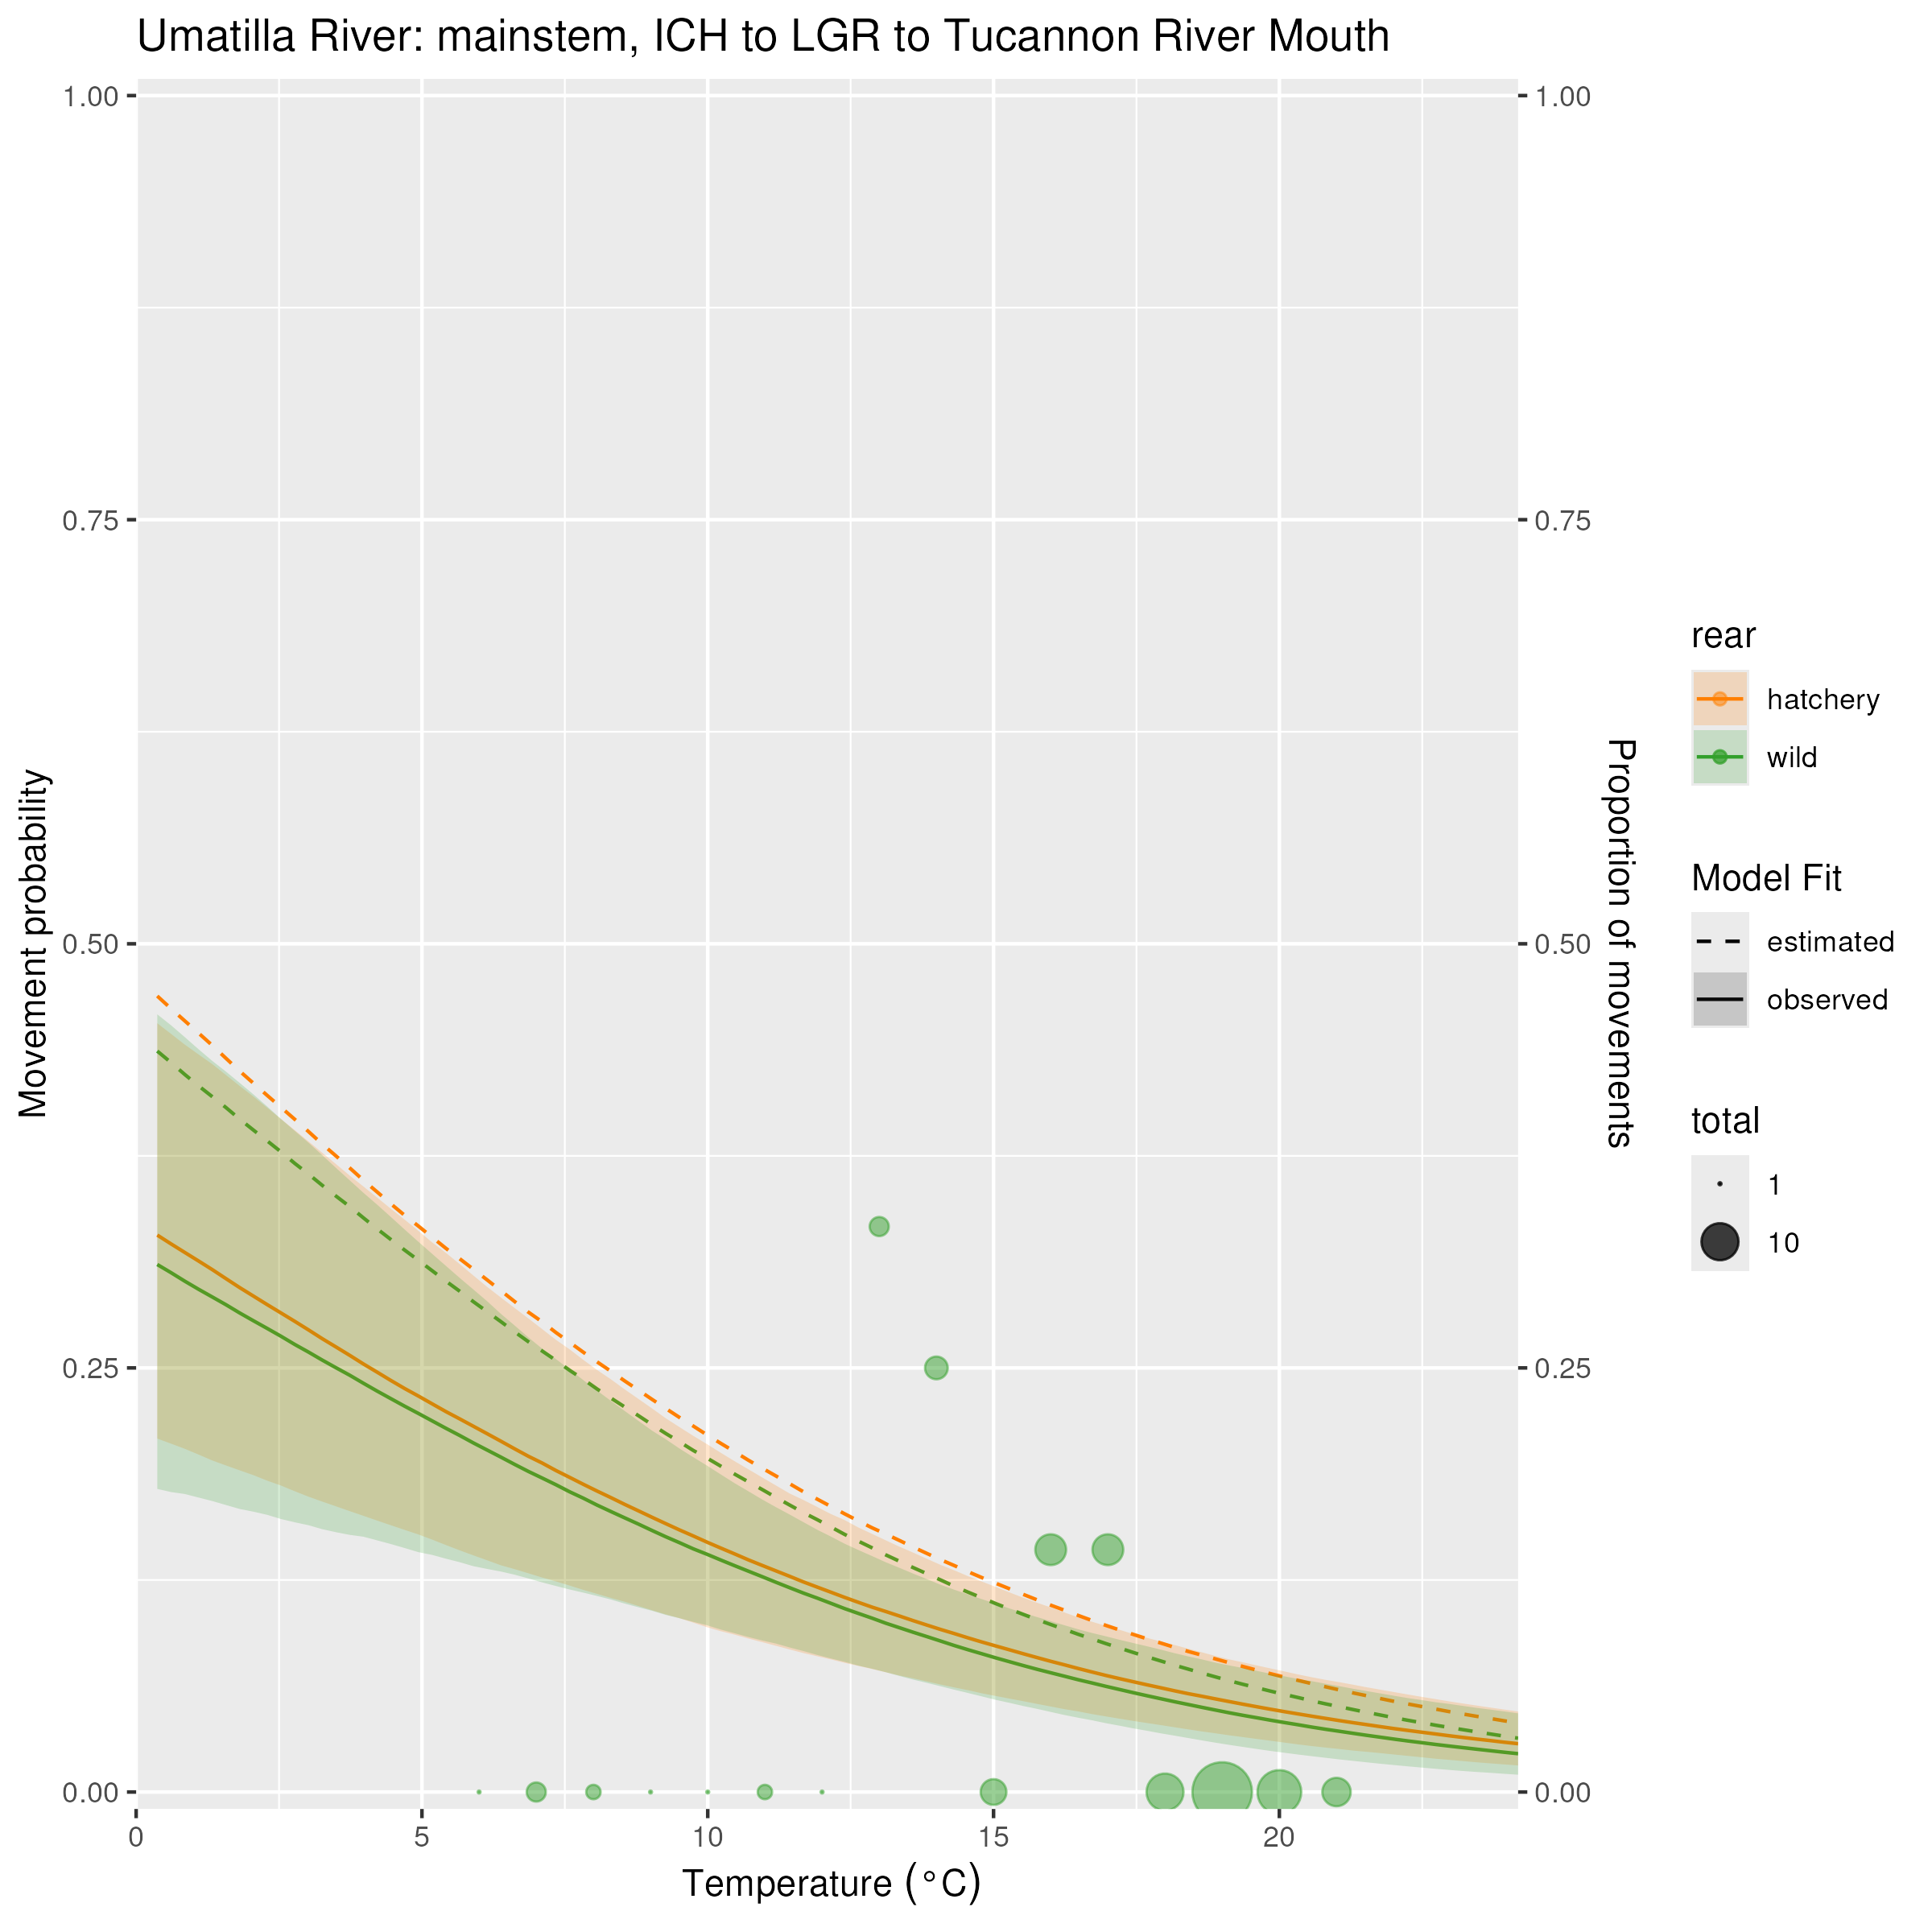 Umatilla River: mainstem, ICH to LGR to Tucannon River Mouth
1.00
0.75
0.50
0.25
0.00
Movement probability
0
5
10
15
20
Temperature (°C)
1.00
0.75
0.50
0.25
0.00
Proportion of movements
rear
hatchery
wild
Model Fit
estimated
observed
total
1
10